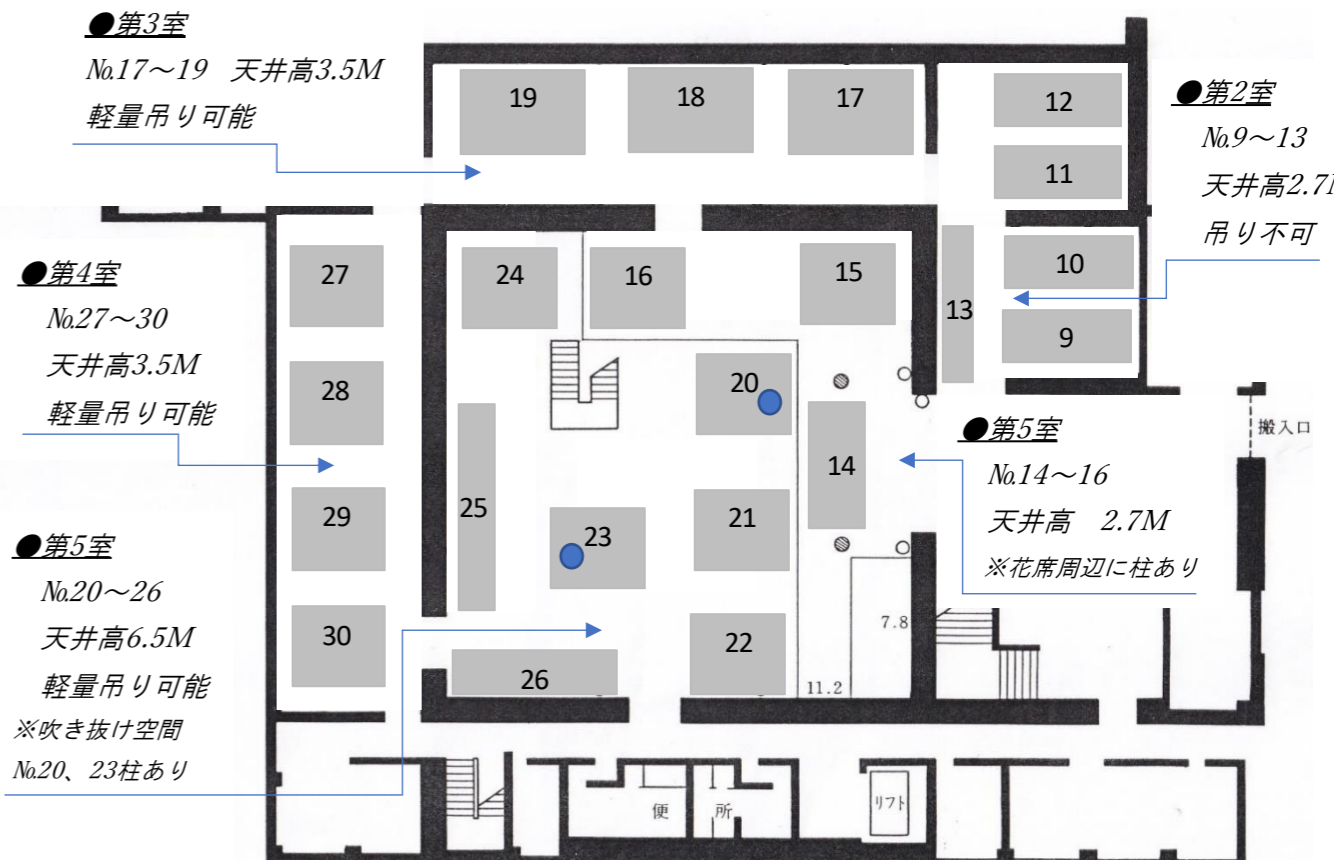 ●第3室
№17～19 天井高3.5M
軽量吊り可能
●第2室
№9～13
天井高2.7M
吊り不可
●第4室
№27～30
天井高3.5M
軽量吊り可能
●第5室
№20～26
天井高6.5M
軽量吊り可能
※吹き抜け空間
№20、23柱あり
●第5室
№14～16
天井高 2.7M
※花席周辺に柱あり
搬入口
19
18
17
12
11
10
9
13
27
28
29
30
24
16
15
20
14
25
23
21
22
26
7.8
11.2
便 所
リフト